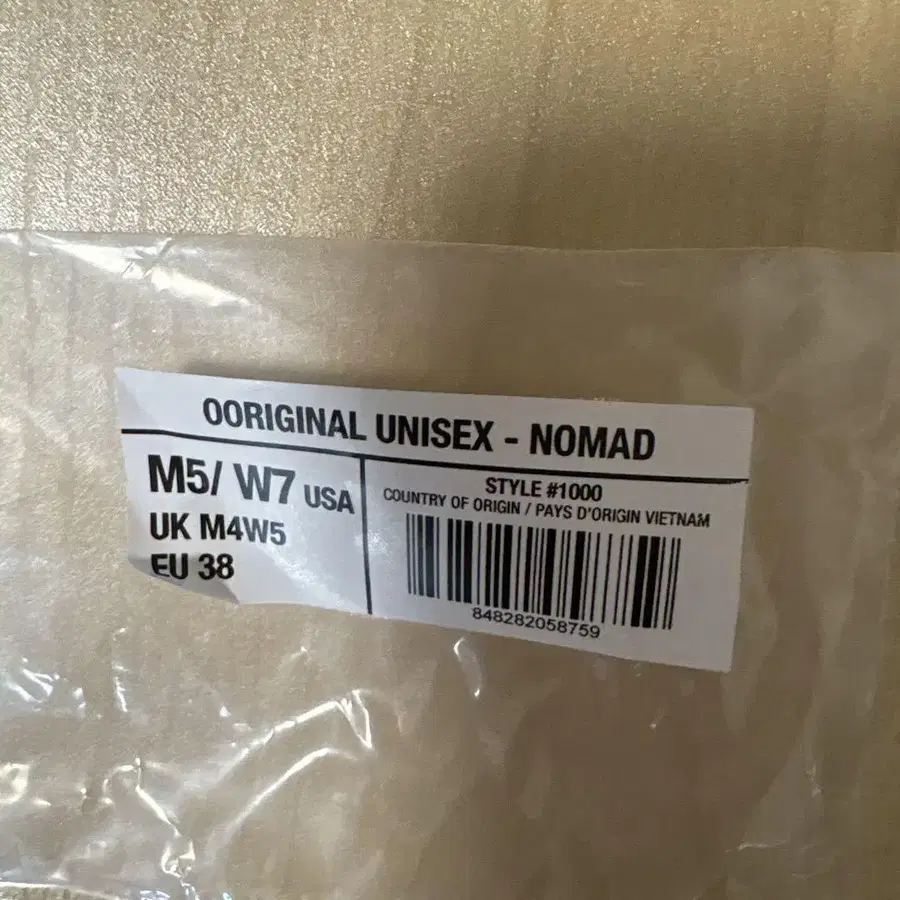 OORIGINAL UNISEX - NOMAD
M5/ W7 USA
UK M4W5
EU 38
STYLE #1000
COUNTRY OF ORIGIN / PAYS D'ORIGIN VIETNAM
848282058759